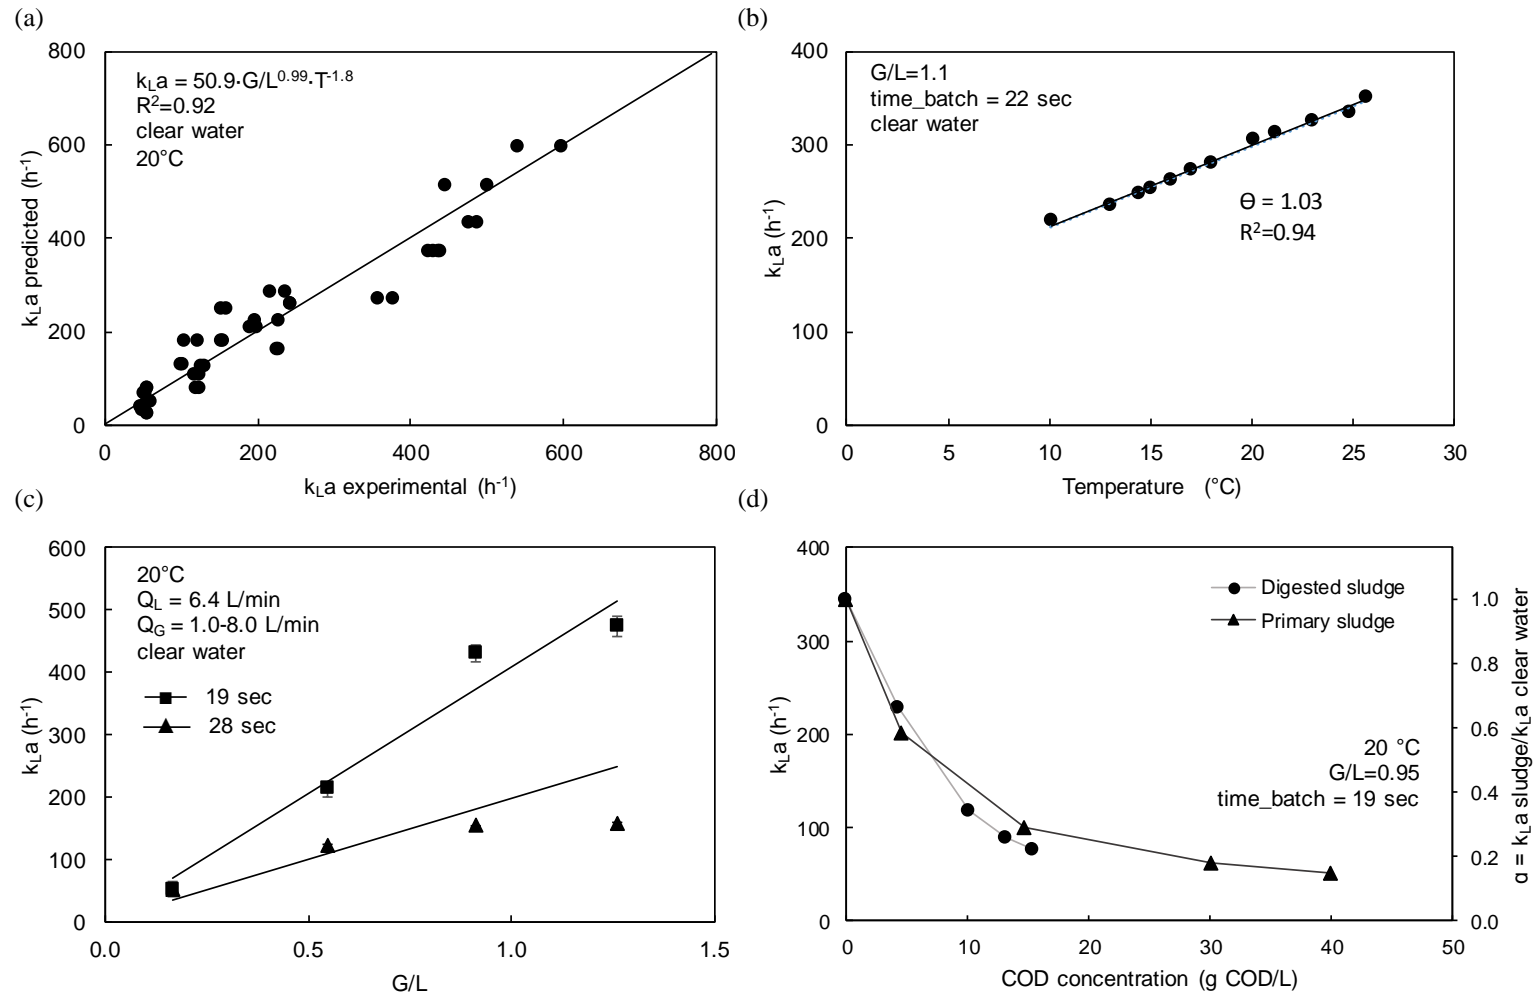 (a)
800
600
400
200
0
0 200 400 600 800
kLa predicted (h-1)
kLa experimental (h-1)
kLa = 50.9·G/L0.99·T-1.8
R2=0.92
clear water
20°C
(b)
400
300
200
100
0
0 5 10 15 20 25 30
kLa (h-1)
Temperature (°C)
G/L=1.1
time_batch = 22 sec
clear water
Ɵ = 1.03
R2=0.94
(c)
600
500
400
300
200
100
0
0.0 0.5 1.0 1.5
kLa (h-1)
G/L
20°C
QL = 6.4 L/min
QG = 1.0-8.0 L/min
clear water
19 sec
28 sec
(d)
400
300
200
100
0
0 10 20 30 40 50
kLa (h-1)
COD concentration (g COD/L)
Digested sludge
Primary sludge
20 °C
G/L=0.95
time_batch = 19 sec
1.0
0.8
0.6
0.4
0.2
0.0
α = kLa sludge/kLa clear water